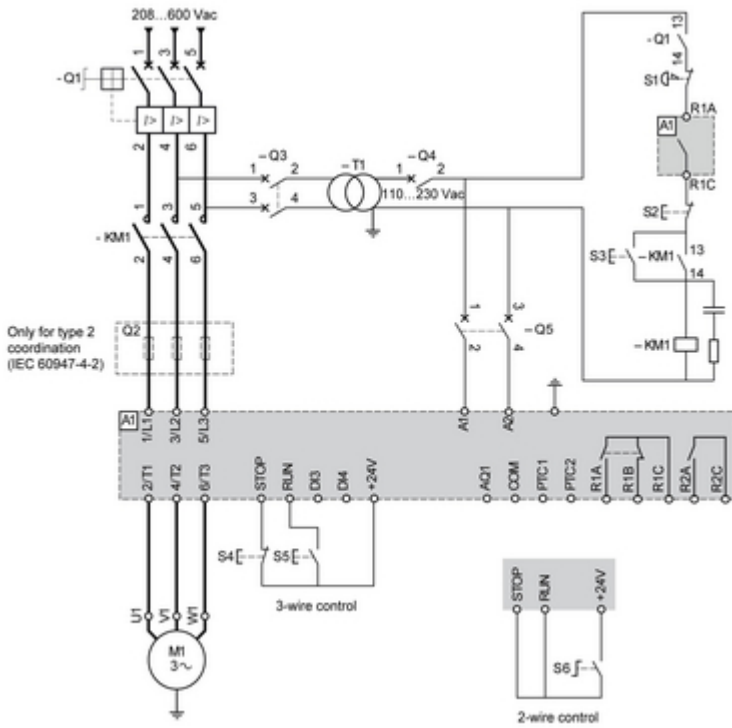 208...600 Vac
1 3 5
-Q1
I> I> I>
2 4 6
-Q3
1 2
3 4
-T1
110...230 Vac
-Q4
1 2
13
-Q1
14
S1
R1A
A1
R1C
S2
S3
-KM1
13
14
-KM1
1 3 5
-KM1
2 4 6
Only for type 2
coordination
(IEC 60947-4-2)
Q2
1 3
-Q5
2 4
A1
1/L1 3/L2 5/L3
A1 A2
2/T1 4/T2 6/T3
STOP RUN DI3 DI4 +24V
AQ1 COM PTC1 PTC2 R1A R1B R1C R2A R2C
S4 S5
3-wire control
U1 V1 W1
M1
3~
STOP RUN +24V
S6
2-wire control